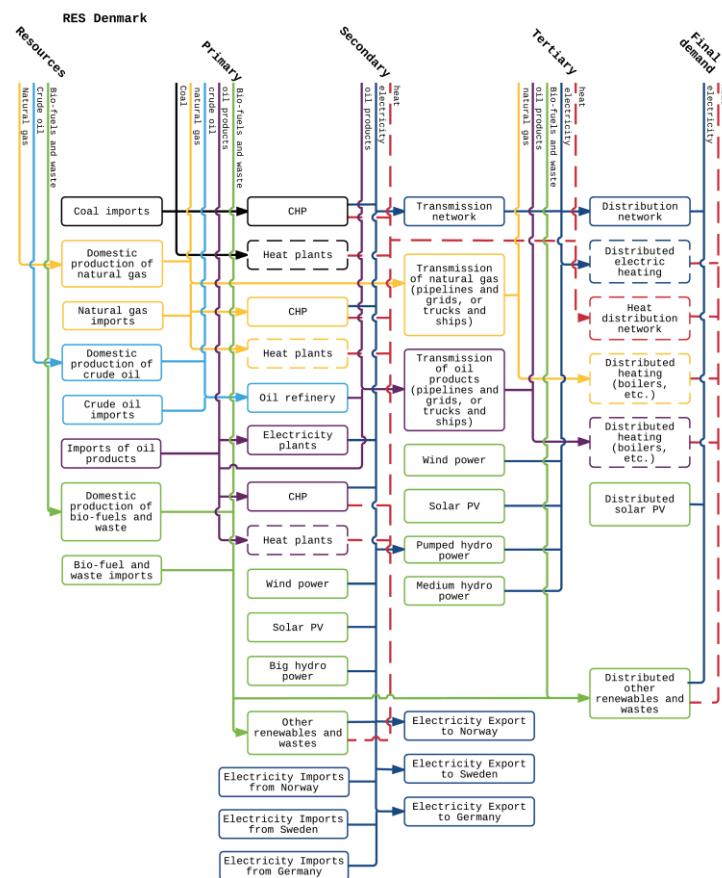 RES Denmark
Resources
Primary
Secondary
Tertiary
Final
demand
Natural gas
Crude oil
Bio-fuels and waste
Coal
natural gas
crude oil
oil products
Bio-fuels and waste
oil products
electricity
heat
natural gas
oil products
Bio-fuels and waste
electricity
heat
electricity
Coal imports
CHP
Transmission
network
Distribution
network
Domestic
production of
natural gas
Heat plants
Transmission
of natural gas
(pipelines and
grids, or
trucks and
ships)
Distributed
electric
heating
Natural gas
imports
CHP
Heat
distribution
network
Domestic
production of
crude oil
Heat plants
Transmission
of oil
products
(pipelines and
grids, or
trucks and
ships)
Distributed
heating
(boilers,
etc.)
Crude oil
imports
Oil refinery
Imports of oil
products
Electricity
plants
Wind power
Distributed
heating
(boilers,
etc.)
Domestic
production of
bio-fuels and
waste
CHP
Solar PV
Distributed
solar PV
Heat plants
Pumped hydro
power
Bio-fuel and
waste imports
Wind power
Medium hydro
power
Solar PV
Big hydro
power
Distributed
other
renewables and
wastes
Other
renewables and
wastes
Electricity Export
to Norway
Electricity Imports
from Norway
Electricity Export
to Sweden
Electricity Imports
from Sweden
Electricity Export
to Germany
Electricity Imports
from Germany